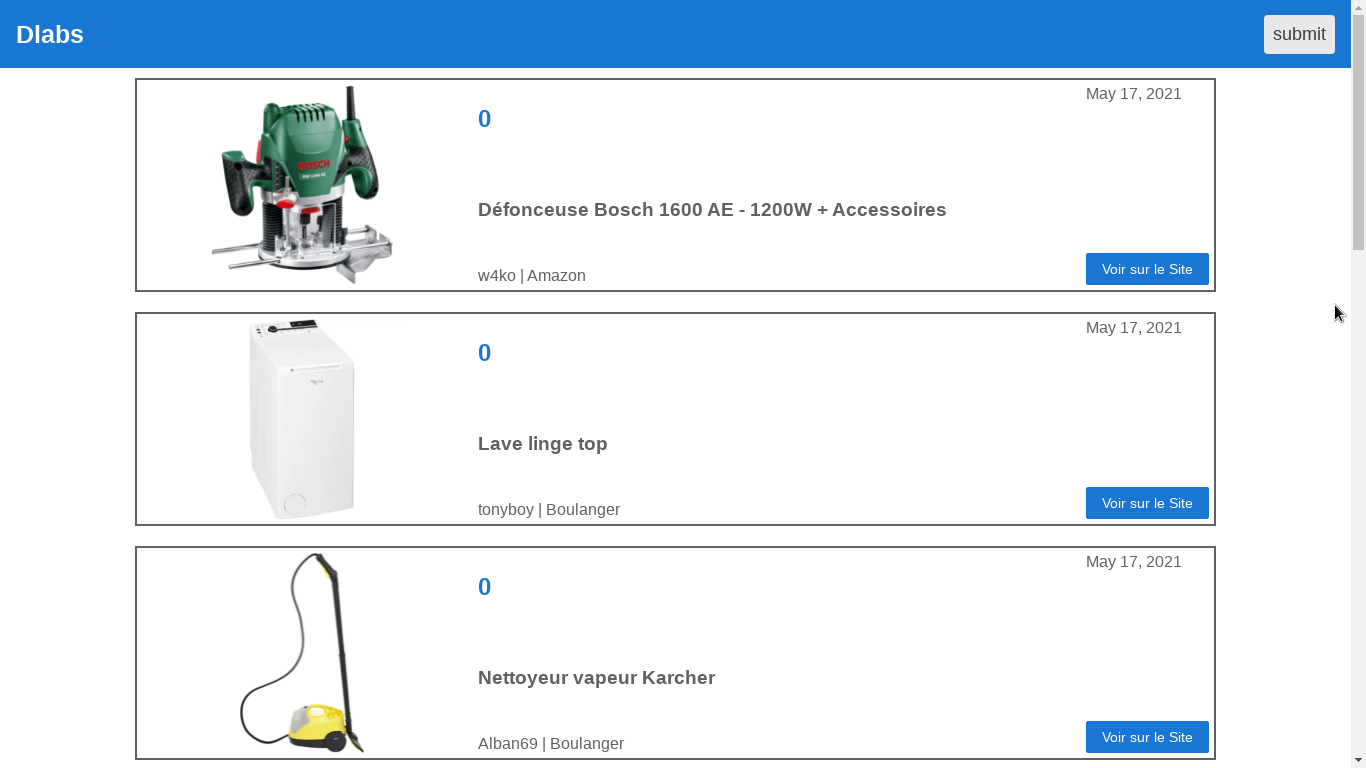 Dlabs
submit
May 17, 2021
0
BOSCH
Défonceuse Bosch 1600 AE - 1200W + Accessoires
w4ko | Amazon
Voir sur le Site
May 17, 2021
0
Lave linge top
tonyboy | Boulanger
Voir sur le Site
May 17, 2021
0
Nettoyeur vapeur Karcher
Alban69 | Boulanger
Voir sur le Site